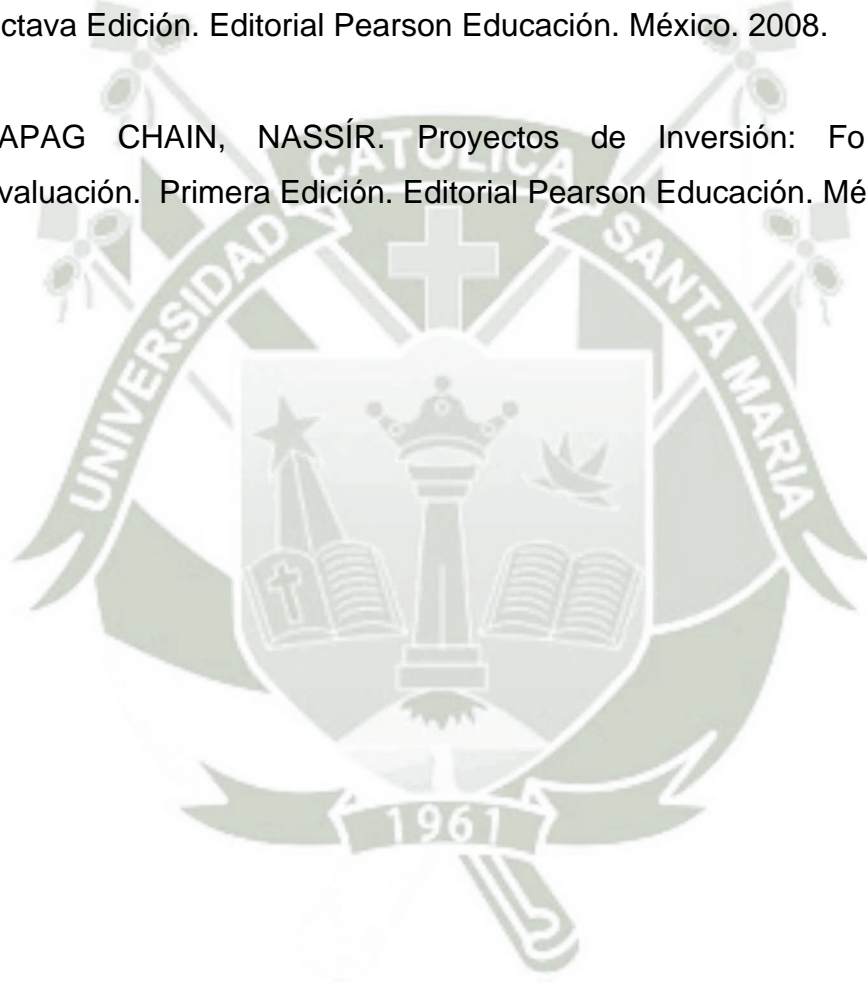 ctava Edición. Editorial Pearson Educación. México. 2008.
APAG CHAIN, NASSÍR. Proyectos de Inversión: Fo
valuación. Primera Edición. Editorial Pearson Educación. Mé
CATOLICA
UNIVERSIDAD
SANTA MARIA
1961